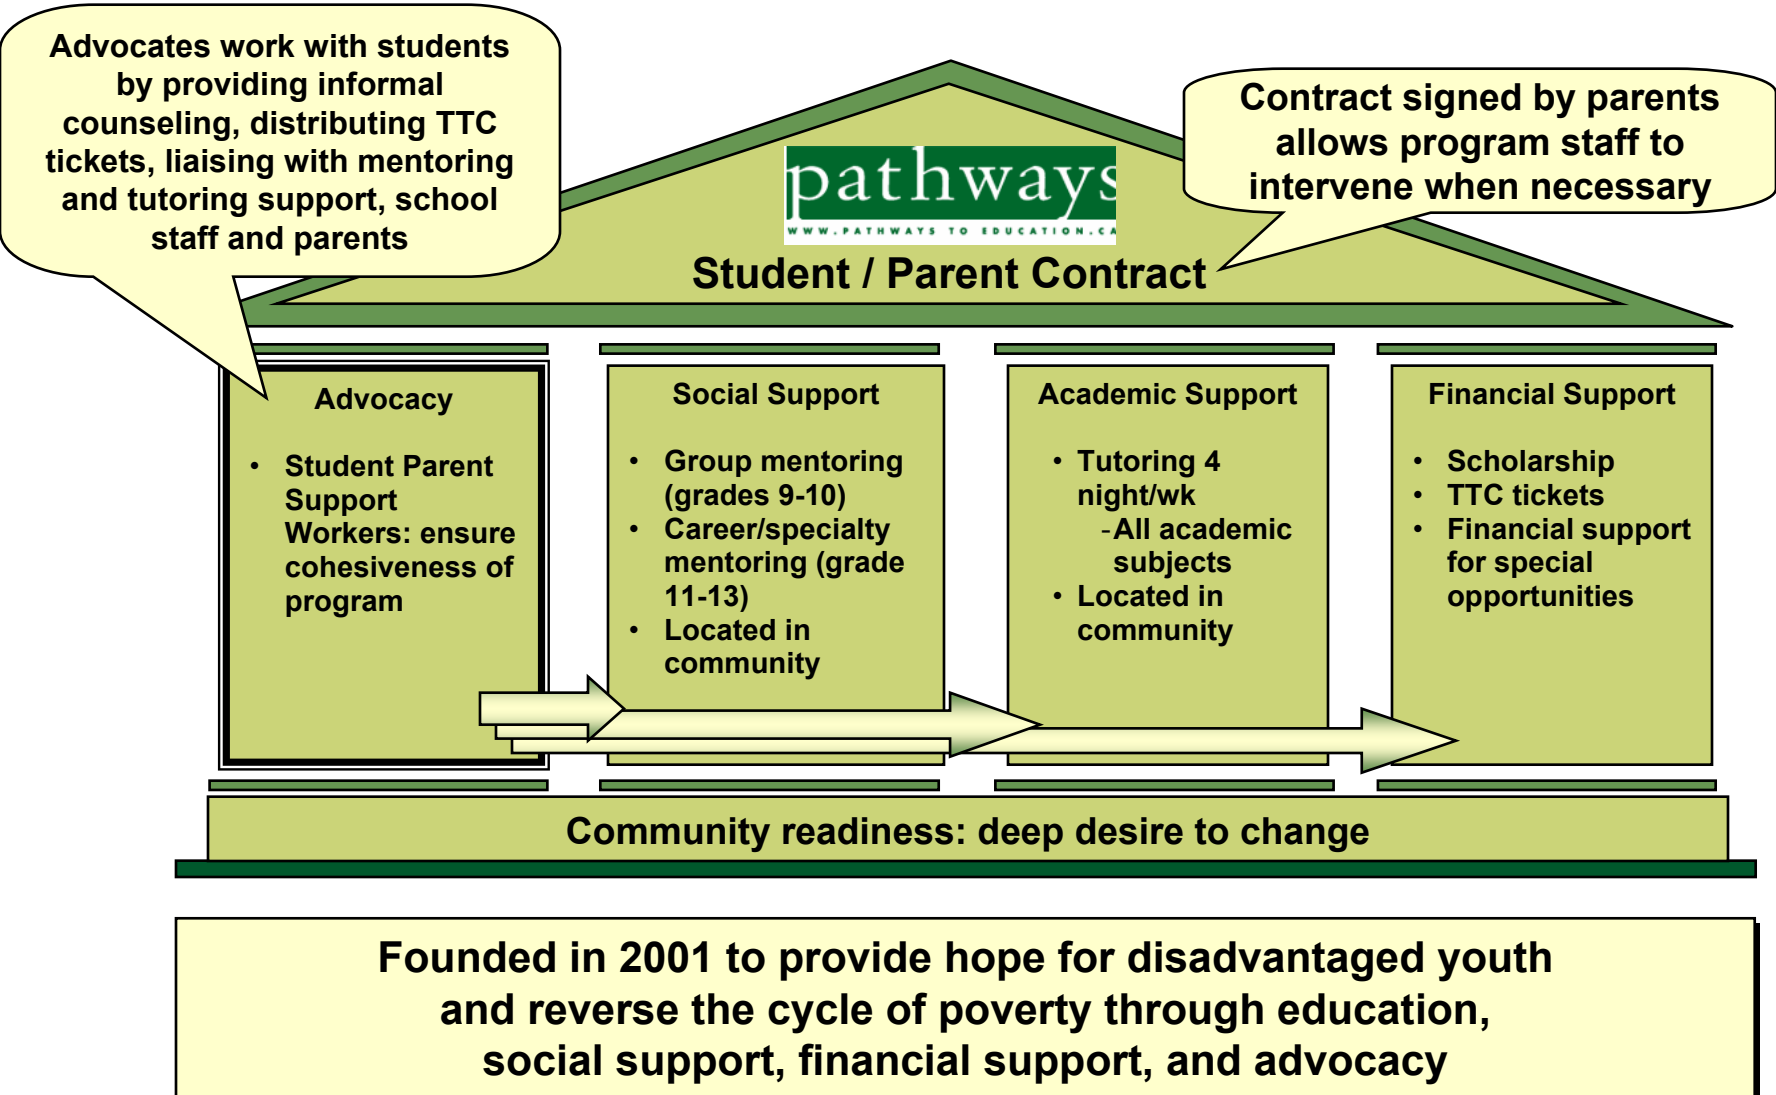 Advocates work with students
by providing informal
counseling, distributing TTC
tickets, liaising with mentoring
and tutoring support, school
staff and parents
Contract signed by parents
allows program staff to
intervene when necessary
pathways
WWW.PATHWAYS TO EDUCATION.CA
Student / Parent Contract
Advocacy
• Student Parent
Support
Workers: ensure
cohesiveness of
program
Social Support
• Group mentoring
(grades 9-10)
• Career/specialty
mentoring (grade
11-13)
• Located in
community
Academic Support
• Tutoring 4
night/wk
-All academic
subjects
• Located in
community
Financial Support
• Scholarship
• TTC tickets
• Financial support
for special
opportunities
Community readiness: deep desire to change
Founded in 2001 to provide hope for disadvantaged youth
and reverse the cycle of poverty through education,
social support, financial support, and advocacy